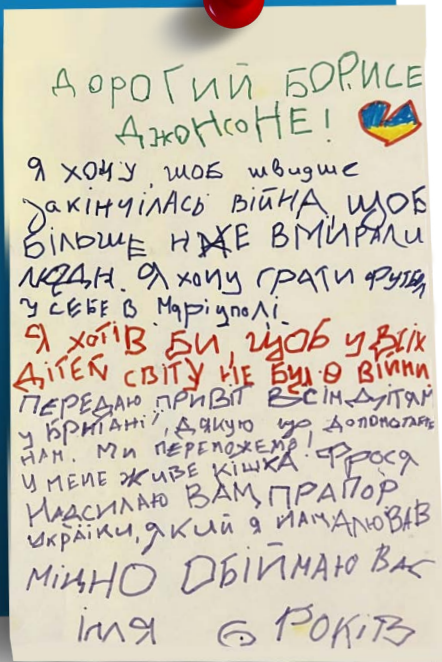 ДОРОГИЙ БОРИСЕ
ДЖОНСОНЕ!
Я ХОЧУ, ЩОБ швидше
ЗАКІНЧІЛАСЬ ВІЙНА, ЩОБ
БІЛЬШЕ НЕ ВМИРАЛИ
ЛЮДИ. Я ХОЧУ ГРАТИ ФУТБОЛ
У СЕБЕ В Маріуполі.
Я ХОТІВ БИ, ЩОБ У ВСІХ
ДІТЕЙ СВІТУ НЕ БУЛО ВІЙНИ
ПЕРЕДАЮ ПРИВІТ ВСІМ ДІТЯМ
У БРИТАНІЇ, ДЯКУЮ що ДОПОМАГАЄТЕ
НАМ. МИ ПЕРЕМОЖЕМО!
У МЕНЕ ЖИВЕ КІШКА ФРОСЯ
НАДСИЛАЮ ВАМ ПРАПОР
УКРАЇНИ, ЯКИЙ Я НАМАЛЮВАВ
МІЦНО ОБІЙМАЮ ВАС
ІЛЛЯ 6 РОКІВ